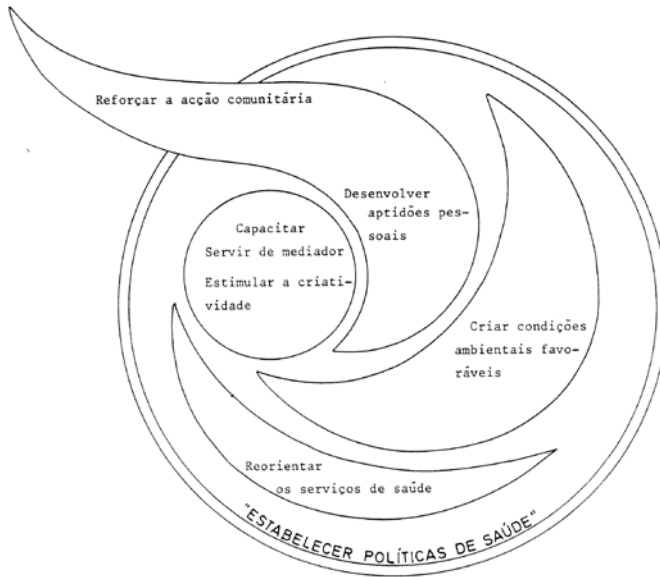 Reforçar a acção comunitária
Desenvolver
aptidões pes-
soais
Capacitar
Servir de mediador
Estimular a criati-
vidade
Criar condições
ambientais favo-
ráveis
Reorientar
os serviços de saúde
"ESTABELECER POLÍTICAS DE SAÚDE"